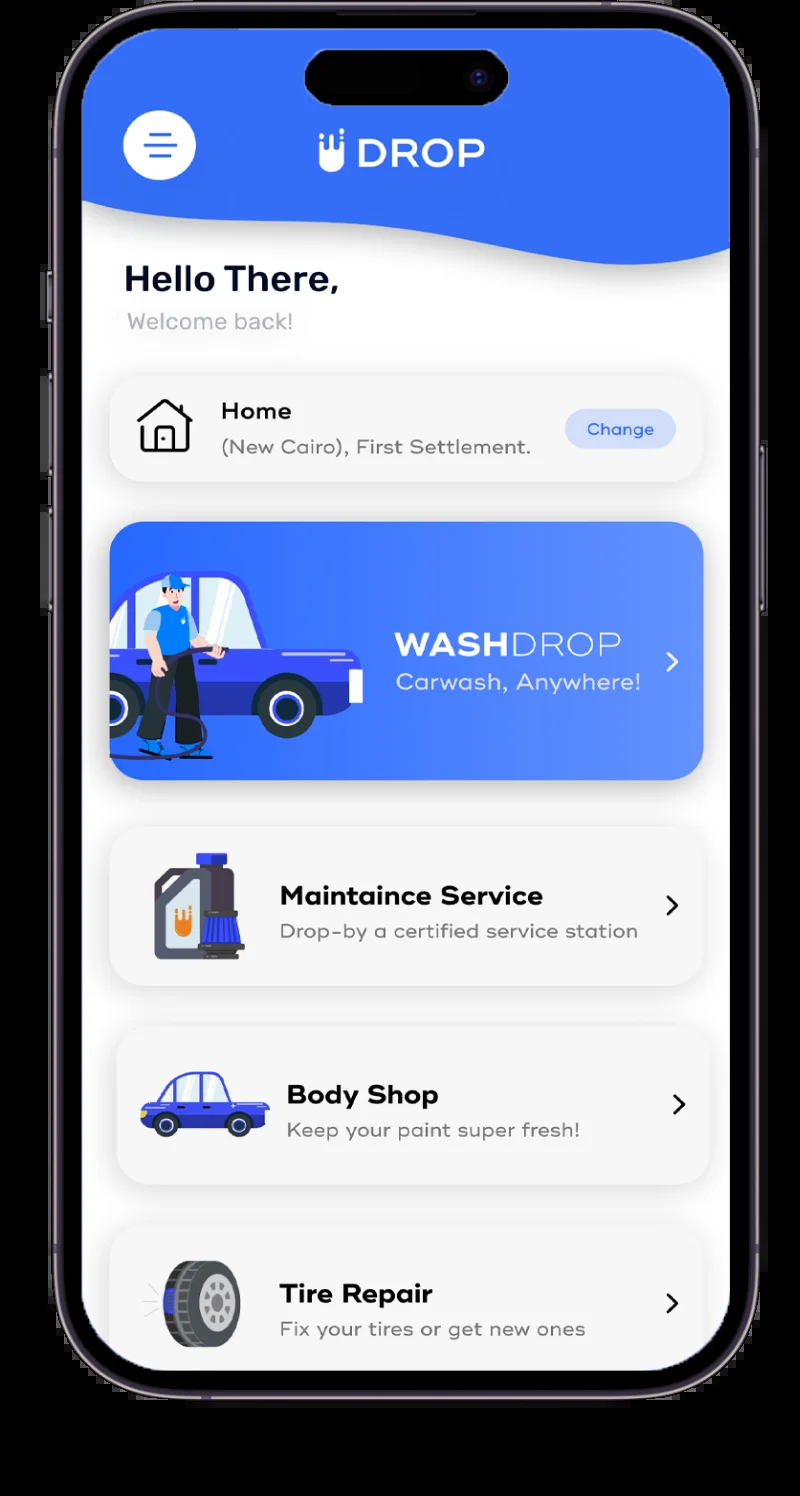 DROP
Hello There,
Welcome back!
Home
(New Cairo), First Settlement.
Change
WASHDROP
Carwash, Anywhere!
Maintaince Service
Drop-by a certified service station
Body Shop
Keep your paint super fresh!
Tire Repair
Fix your tires or get new ones